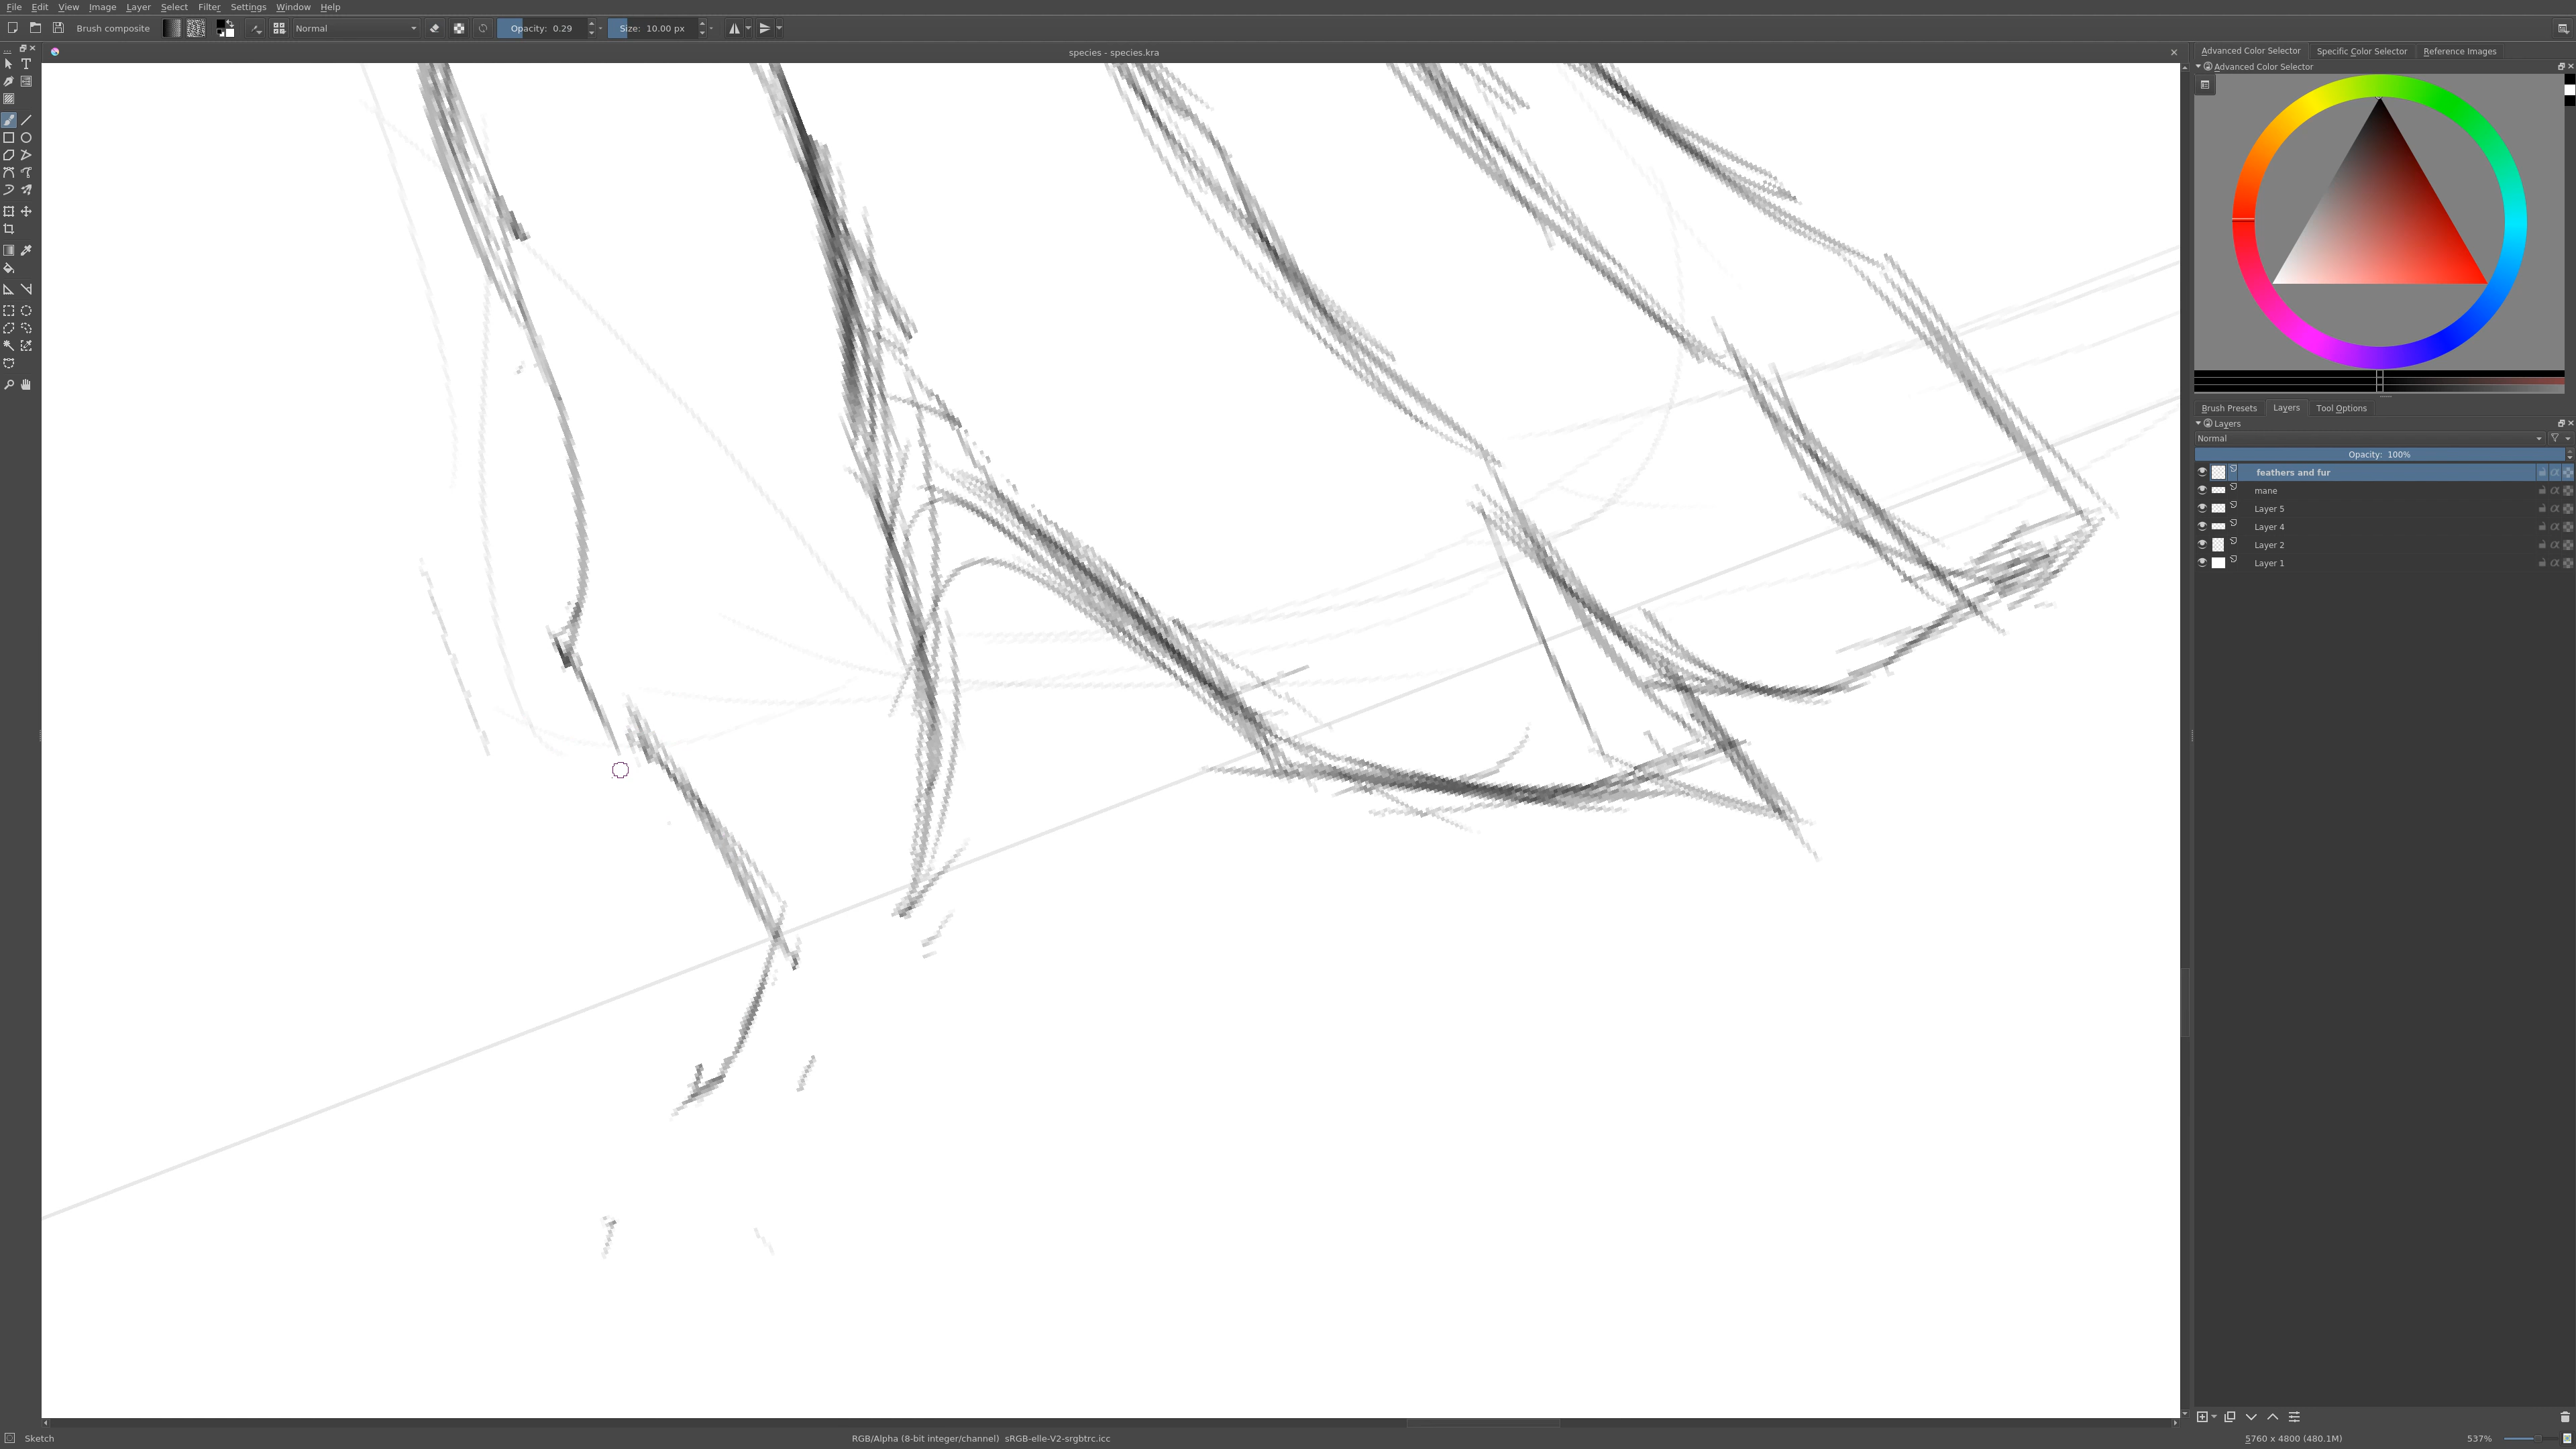 File Edit View Image Layer Select Filter Settings Window Help
Brush composite Normal Opacity: 0.29 Size: 10.00 px
species - species.kra
Advanced Color Selector Specific Color Selector Reference Images
Advanced Color Selector
Brush Presets Layers Tool Options
Layers
Normal
Opacity: 100%
feathers and fur
mane
Layer 5
Layer 4
Layer 2
Layer 1
Sketch RGB/Alpha (8-bit integer/channel) sRGB-elle-V2-srgbtrc.icc 5760 x 4800 (480.1M) 537%